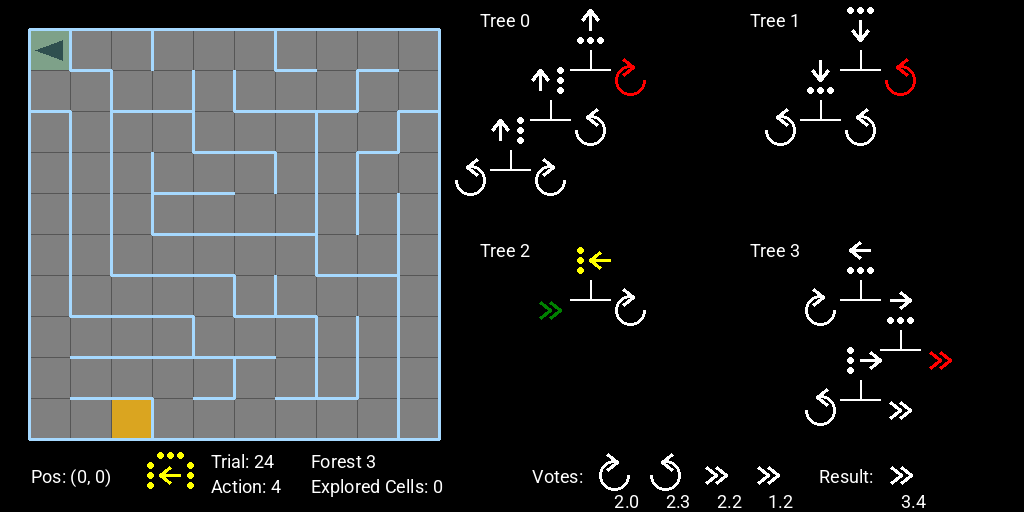 Tree 0
Tree 1
Tree 2
Tree 3
Pos: (0, 0)
Trial: 24
Action: 4
Forest 3
Explored Cells: 0
Votes:
2.0 2.3 2.2 1.2
Result:
3.4